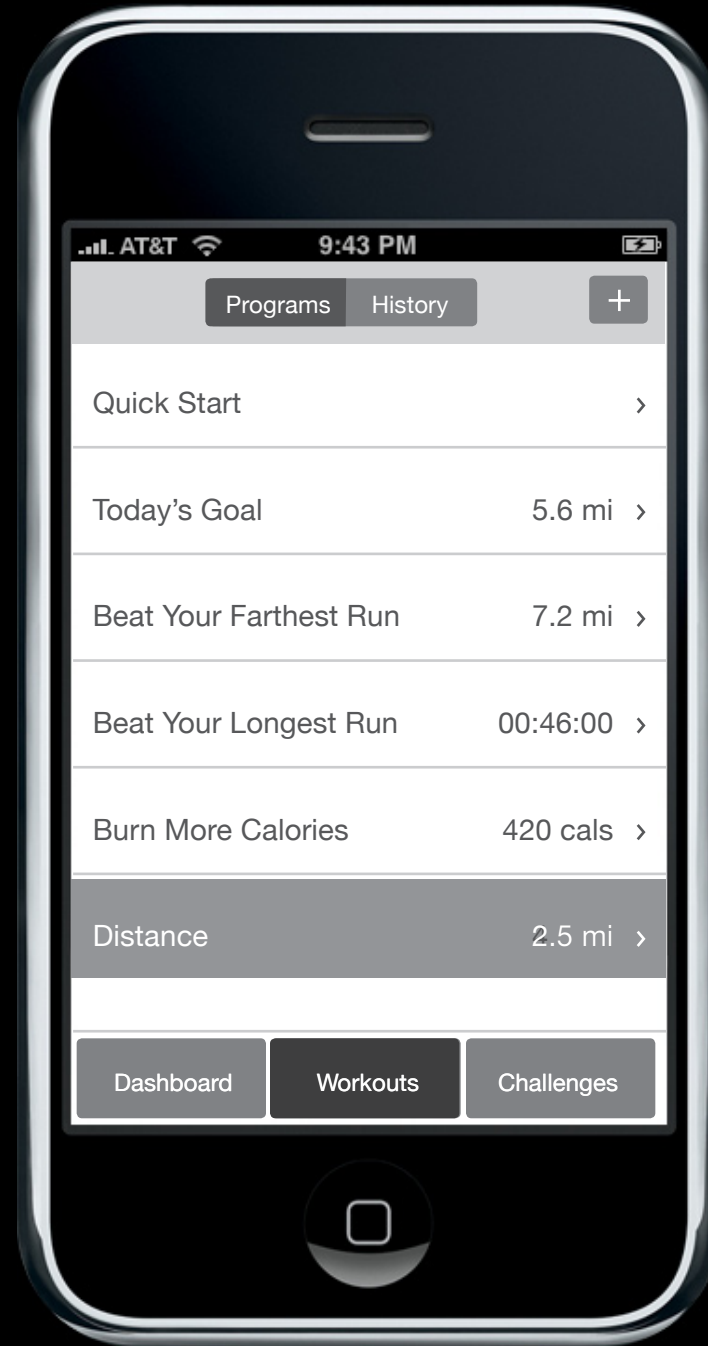 AT&T 9:43 PM
Programs History +
Quick Start ›
Today’s Goal 5.6 mi ›
Beat Your Farthest Run 7.2 mi ›
Beat Your Longest Run 00:46:00 ›
Burn More Calories 420 cals ›
Distance 2.5 mi ›
Dashboard Workouts Challenges